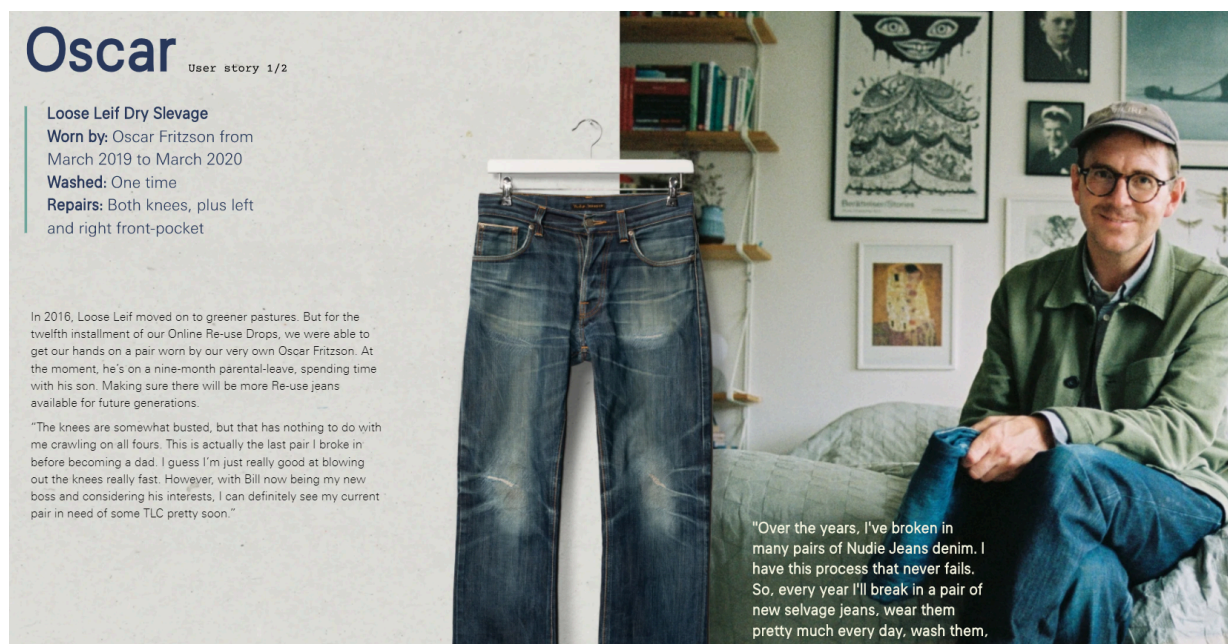 Oscar
User story 1/2
Loose Leif Dry Slevage
Worn by: Oscar Fritzson from
March 2019 to March 2020
Washed: One time
Repairs: Both knees, plus left
and right front-pocket
In 2016, Loose Leif moved on to greener pastures. But for the
twelfth installment of our Online Re-use Drops, we were able to
get our hands on a pair worn by our very own Oscar Fritzson. At
the moment, he's on a nine-month parental-leave, spending time
with his son. Making sure there will be more Re-use jeans
available for future generations.
“The knees are somewhat busted, but that has nothing to do with
me crawling on all fours. This is actually the last pair I broke in
before becoming a dad. I guess I'm just really good at blowing
out the knees really fast. However, with Bill now being my new
boss and considering his interests, I can definitely see my current
pair in need of some TLC pretty soon.”
"Over the years, I've broken in
many pairs of Nudie Jeans denim. I
have this process that never fails.
So, every year I'll break in a pair of
new selvage jeans, wear them
pretty much every day, wash them,